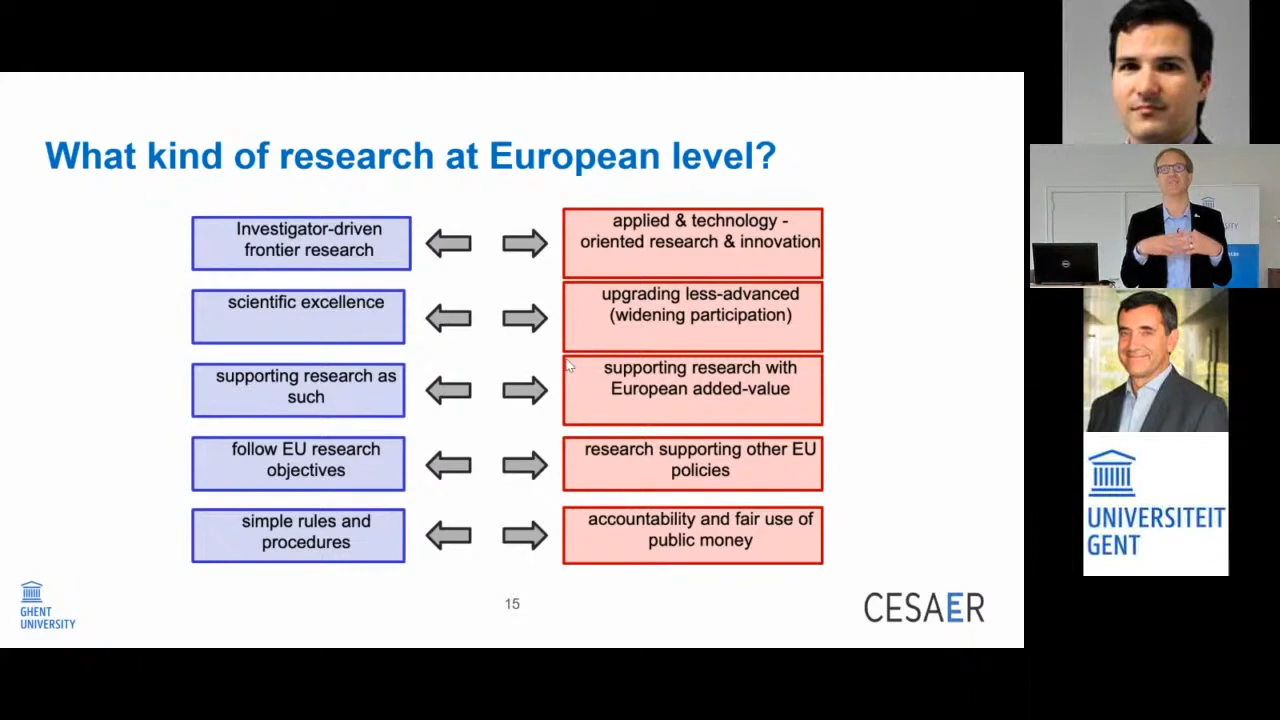 What kind of research at European level?
Investigator-driven
frontier research
applied & technology -
oriented research & innovation
scientific excellence
upgrading less-advanced
(widening participation)
supporting research as
such
supporting research with
European added-value
follow EU research
objectives
research supporting other EU
policies
simple rules and
procedures
accountability and fair use of
public money
GHENT
UNIVERSITY
15
CESAER
UNIVERSITEIT
GENT